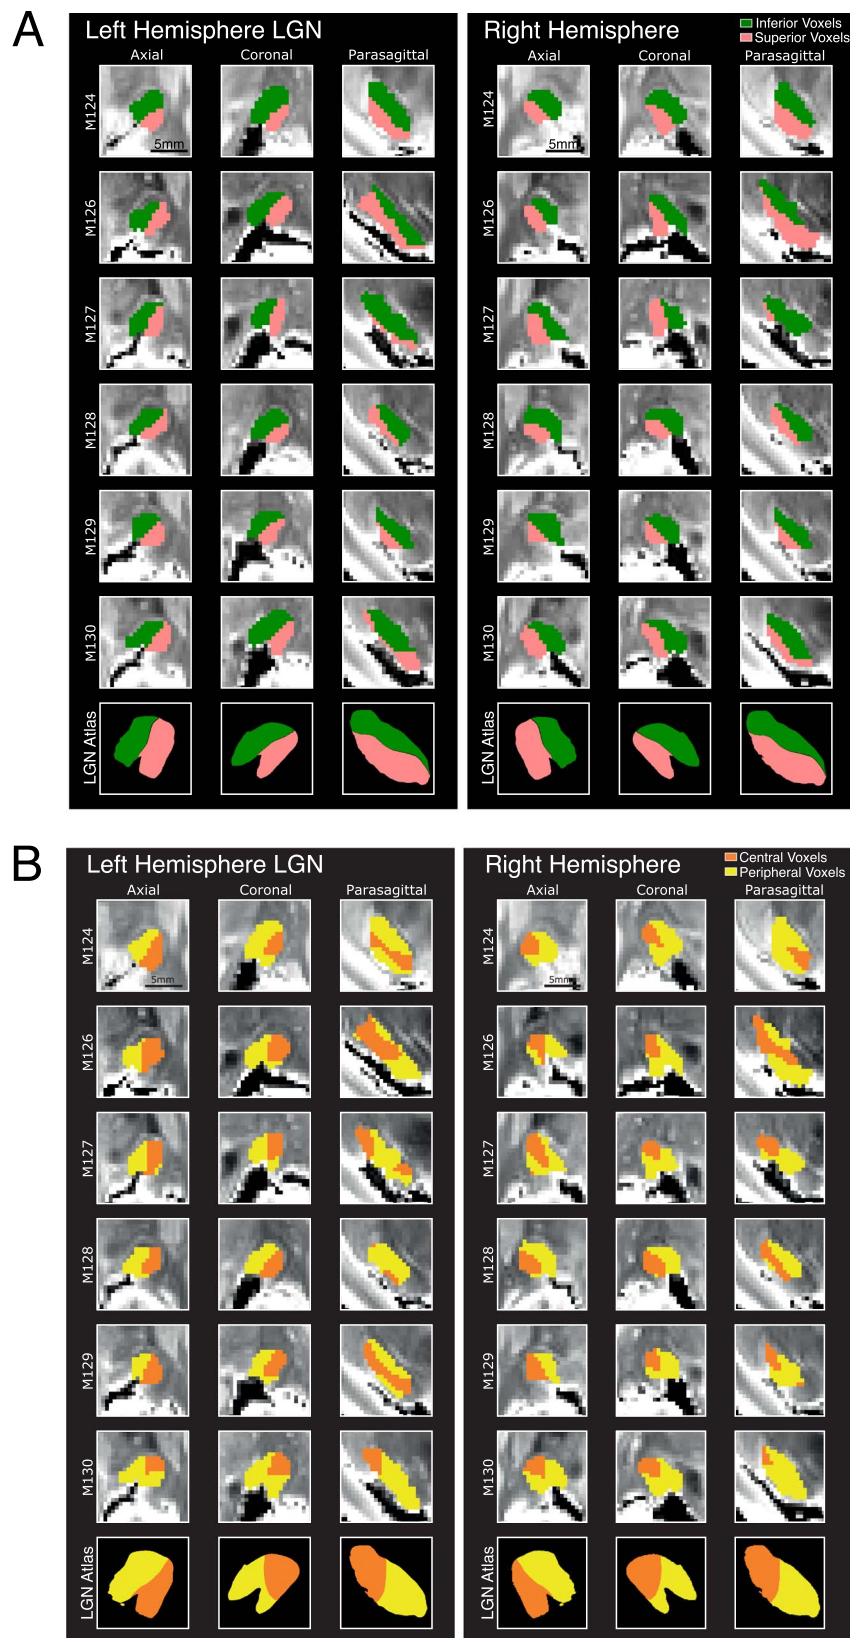 A
Left Hemisphere LGN
Right Hemisphere
Inferior Voxels
Superior Voxels
Axial
Coronal
Parasagittal
Axial
Coronal
Parasagittal
M124
5mm
M124
5mm
M126
M126
M127
M127
M128
M128
M129
M129
M130
M130
LGN Atlas
LGN Atlas
B
Left Hemisphere LGN
Right Hemisphere
Central Voxels
Peripheral Voxels
Axial
Coronal
Parasagittal
Axial
Coronal
Parasagittal
M124
5mm
M124
5mm
M126
M126
M127
M127
M128
M128
M129
M129
M130
M130
LGN Atlas
LGN Atlas